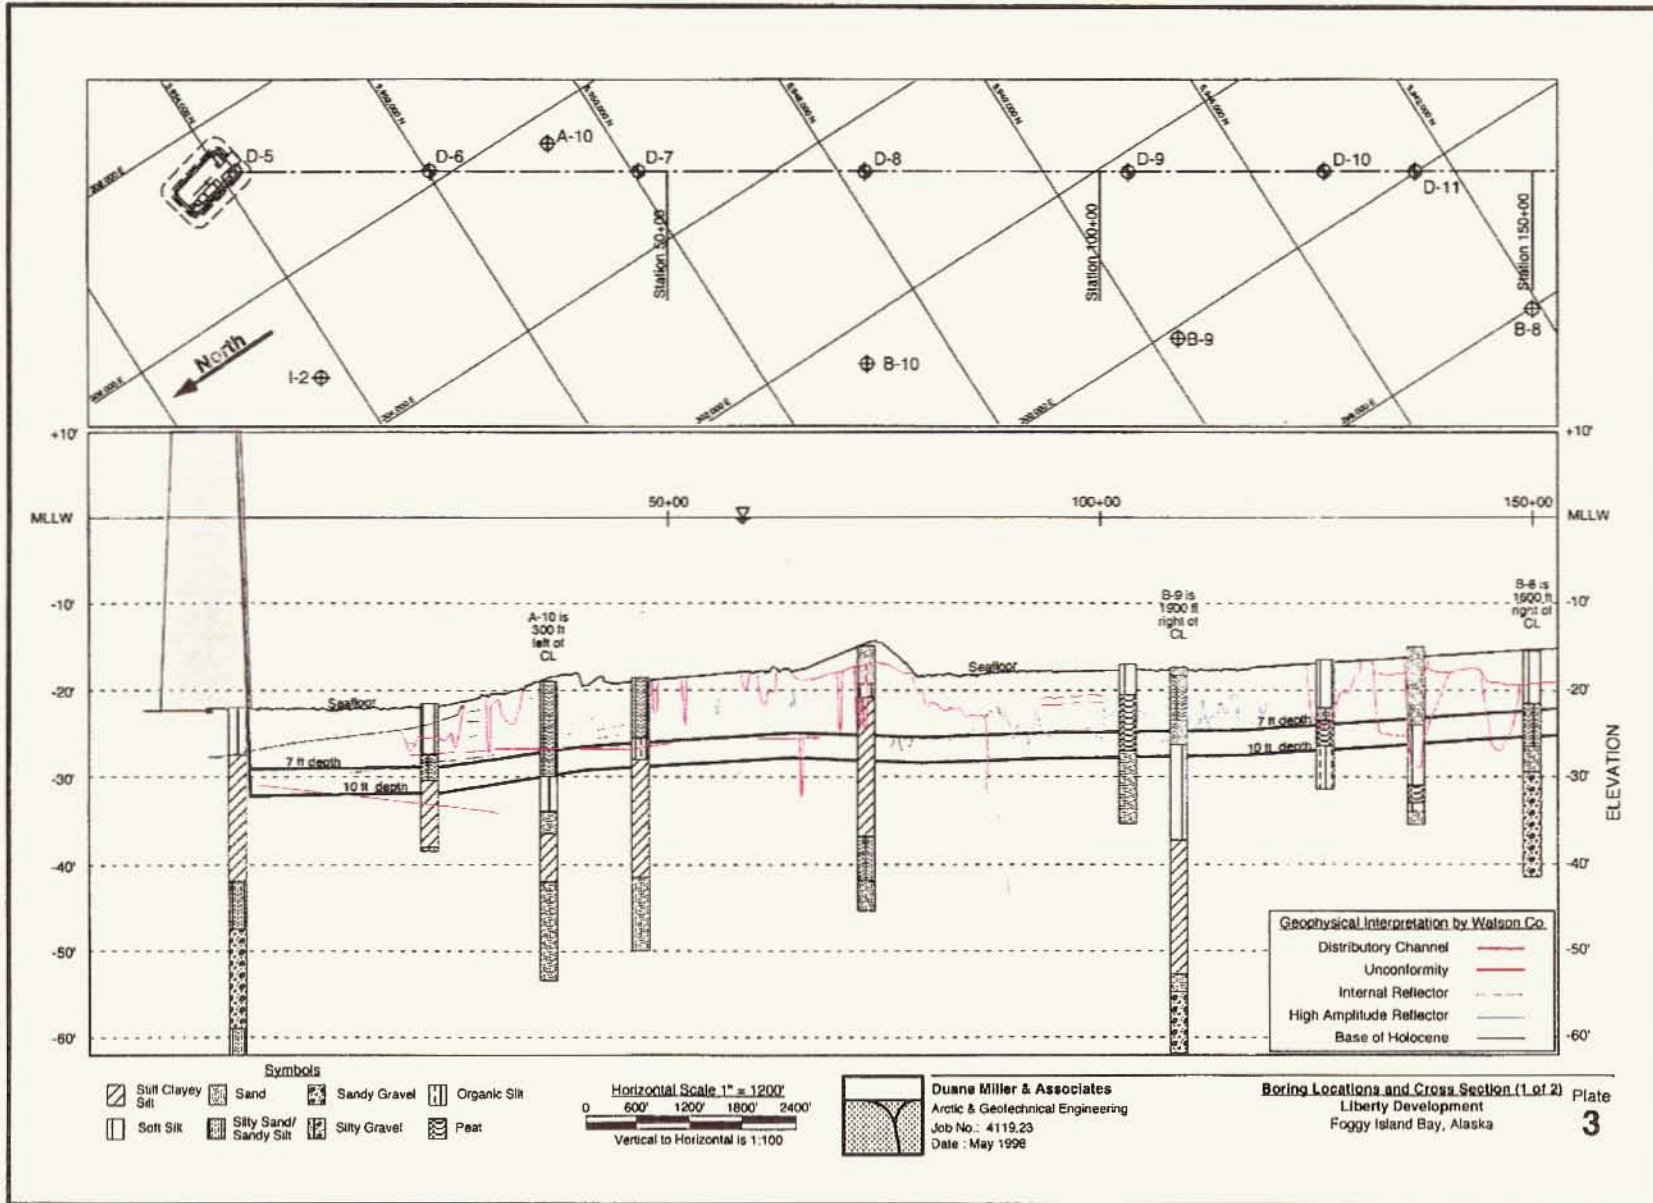 D-5
D-6
A-10
D-7
D-8
D-9
D-10
D-11
Station 50+00
Station 100+00
Station 150+00
North
I-2
B-10
B-9
B-8
204,000 E
202,000 E
+10'
+10'
50+00
100+00
150+00
MLLW
MLLW
-10'
-10'
A-10 is
300 ft
left of
CL
B-9 is
1900 ft
right of
CL
B-8 is
1600 ft
right of
CL
Seafloor
Seafloor
-20'
-20'
7 ft depth
10 ft depth
7 ft depth
10 ft depth
-30'
-30'
-40'
-40'
-50'
-50'
-60'
-60'
ELEVATION
Geophysical Interpretation by Watson Co.
Distributory Channel
Unconformity
Internal Reflector
High Amplitude Reflector
Base of Holocene
Symbols
Stiff Clayey
Silt
Sand
Sandy Gravel
Organic Silt
Soft Silt
Silty Sand/
Sandy Silt
Silty Gravel
Peat
Horizontal Scale 1" = 1200'
0 600' 1200' 1800' 2400'
Vertical to Horizontal is 1:100
Duane Miller & Associates
Arctic & Geotechnical Engineering
Job No.: 4119.23
Date : May 1998
Boring Locations and Cross Section (1 of 2)
Liberty Development
Foggy Island Bay, Alaska
Plate
3